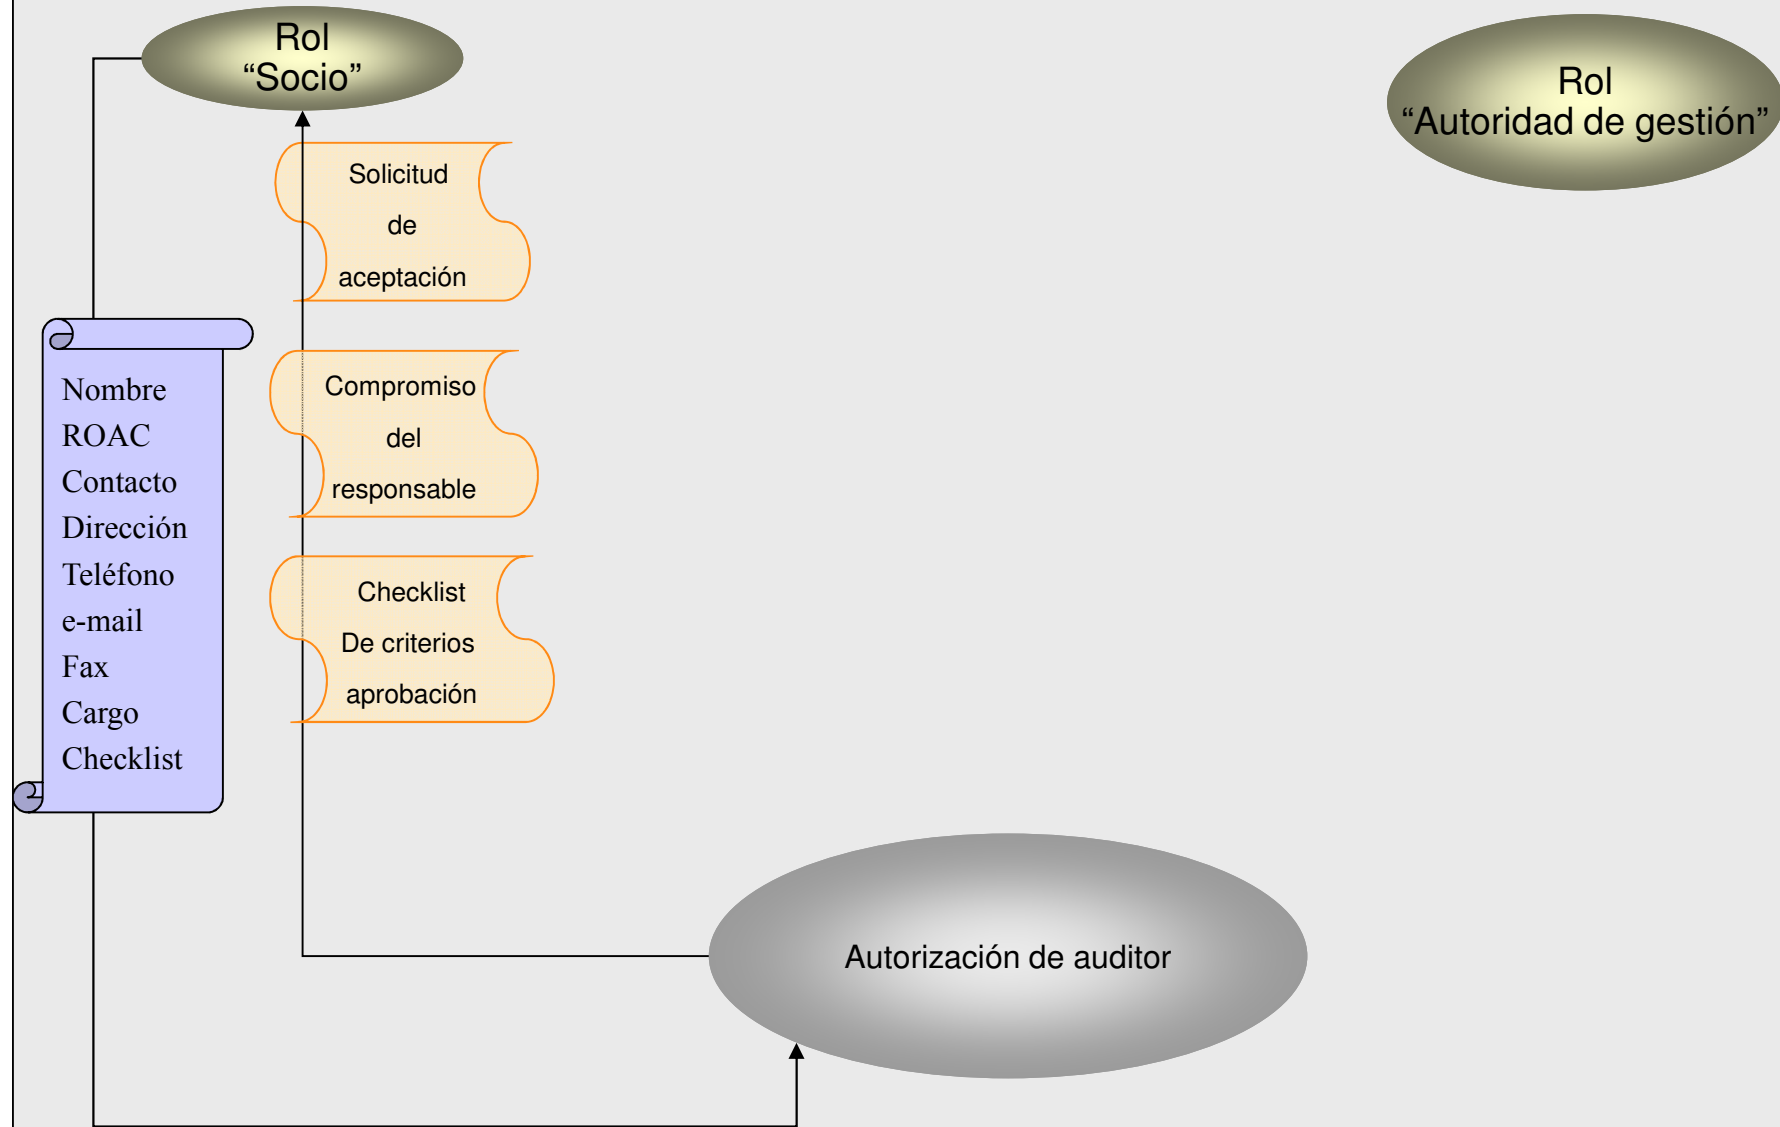 Rol
“Socio”
Rol
“Autoridad de gestión”
Solicitud
de
aceptación
Nombre
ROAC
Contacto
Dirección
Teléfono
e-mail
Fax
Cargo
Checklist
Compromiso
del
responsable
Checklist
De criterios
aprobación
Autorización de auditor